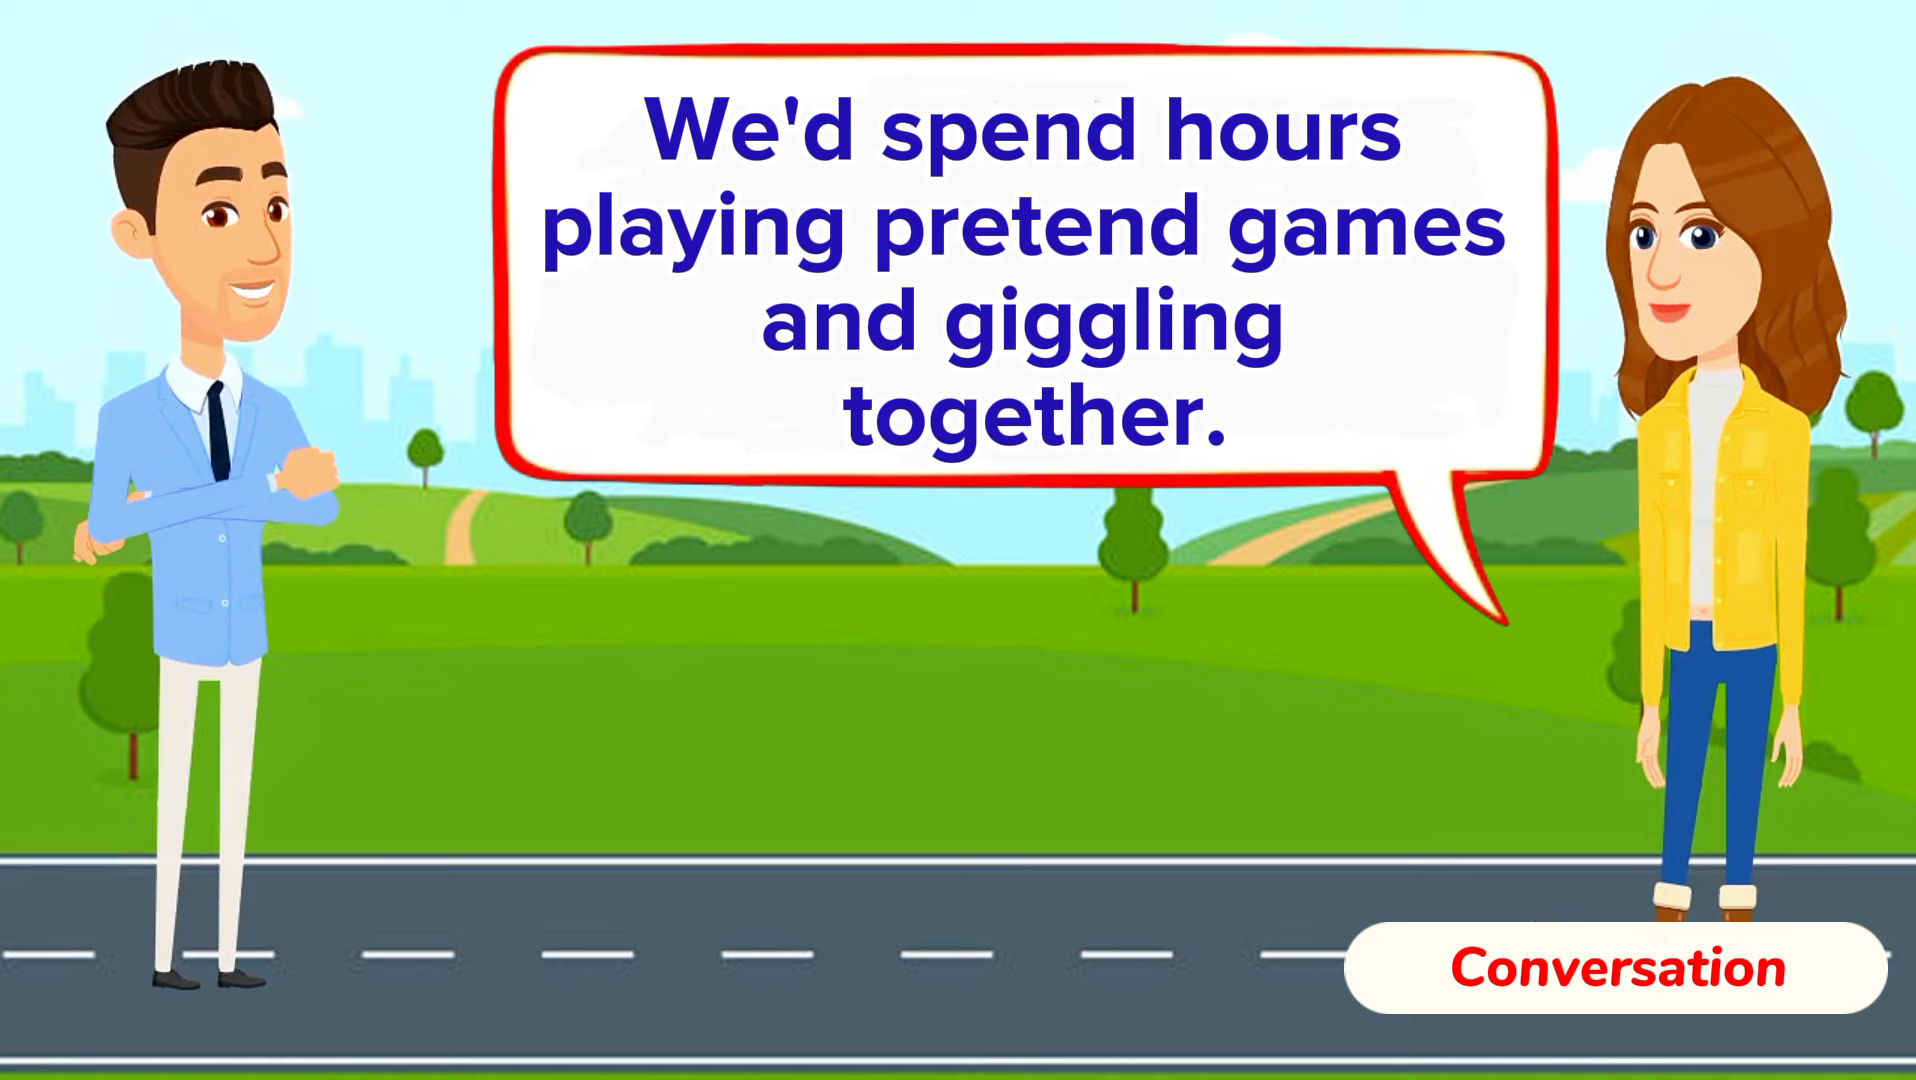 We'd spend hours
playing pretend games
and giggling
together.
Conversation